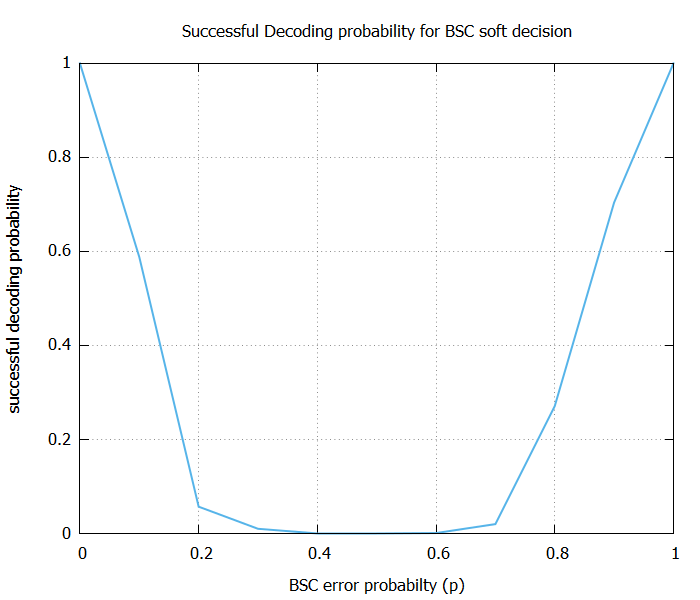 Successful Decoding probability for BSC soft decision
1
0.8
0.6
0.4
0.2
0
successful decoding probability
0 0.2 0.4 0.6 0.8 1
BSC error probabilty (p)